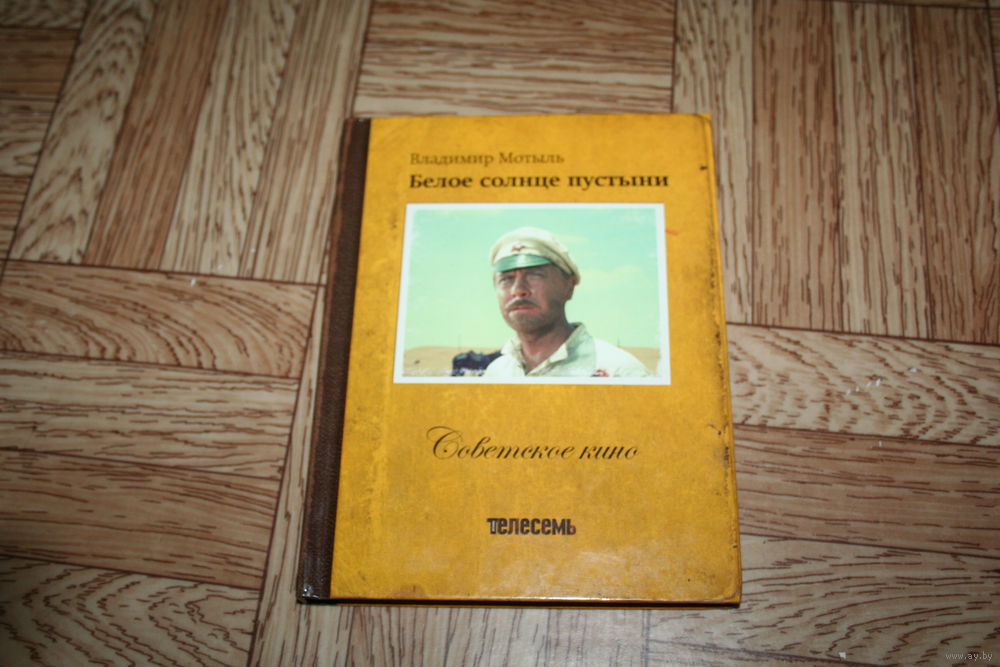 Владимир Мотыль
Белое солнце пустыни
Советское кино
Телесемь
www.ay.by